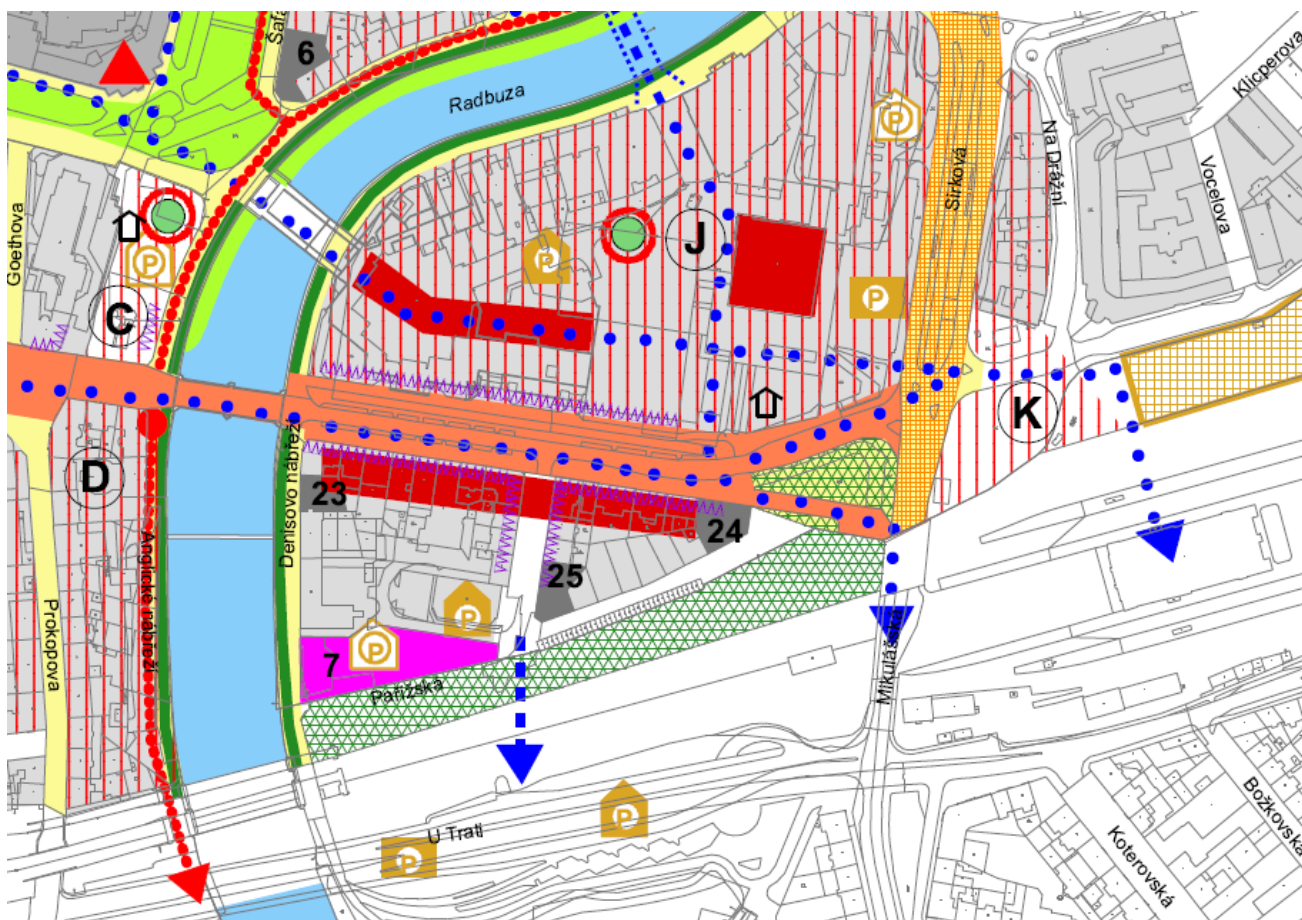 Šafa
6
Radbuza
Klicperova
P
Sirková
Na Drážní
Vocelova
Goethova
P
P
J
P
C
K
D
23
24
25
Denisovo nábřeží
Anglické nábřeží
Prokopova
P
P
7
Pařížská
Mikulášská
P
P
U Trati
Koterovská
Božkovská